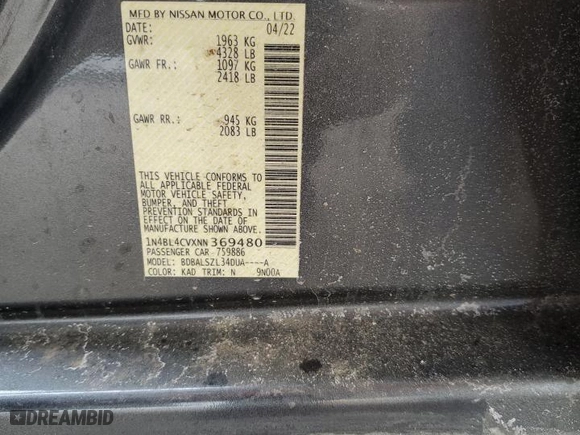 MFD BY NISSAN MOTOR CO., LTD.
DATE: 04/22
GVWR: 1963 KG
4328 LB
GAWR FR.: 1097 KG
2418 LB
GAWR RR.: 945 KG
2083 LB
THIS VEHICLE CONFORMS TO
ALL APPLICABLE FEDERAL
MOTOR VEHICLE SAFETY,
BUMPER, AND THEFT
PREVENTION STANDARDS IN
EFFECT ON THE DATE OF
MANUFACTURE SHOWN ABOVE.
1N4BL4CVXNN 369480
PASSENGER CAR 759886
MODEL: BDBALSZL34DUA----A
COLOR: KAD TRIM: N 9N00A
DREAMBID